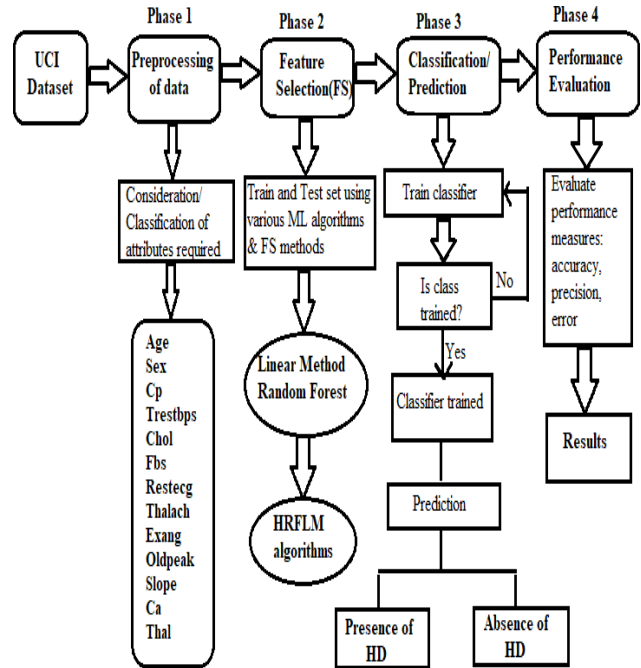 Phase 1
Phase 2
Phase 3
Phase 4
UCI
Dataset
Preprocessing
of data
Feature
Selection(FS)
Classification/
Prediction
Performance
Evaluation
Consideration/
Classification of
attributes required
Train and Test set using
various ML algorithms
& FS methods
Train classifier
Evaluate
performance
measures:
accuracy,
precision,
error
Is class
trained?
No
Yes
Age
Sex
Cp
Trestbps
Chol
Fbs
Restecg
Thalach
Exang
Oldpeak
Slope
Ca
Thal
Linear Method
Random Forest
HRFLM
algorithms
Classifier trained
Prediction
Presence of
HD
Absence of
HD
Results